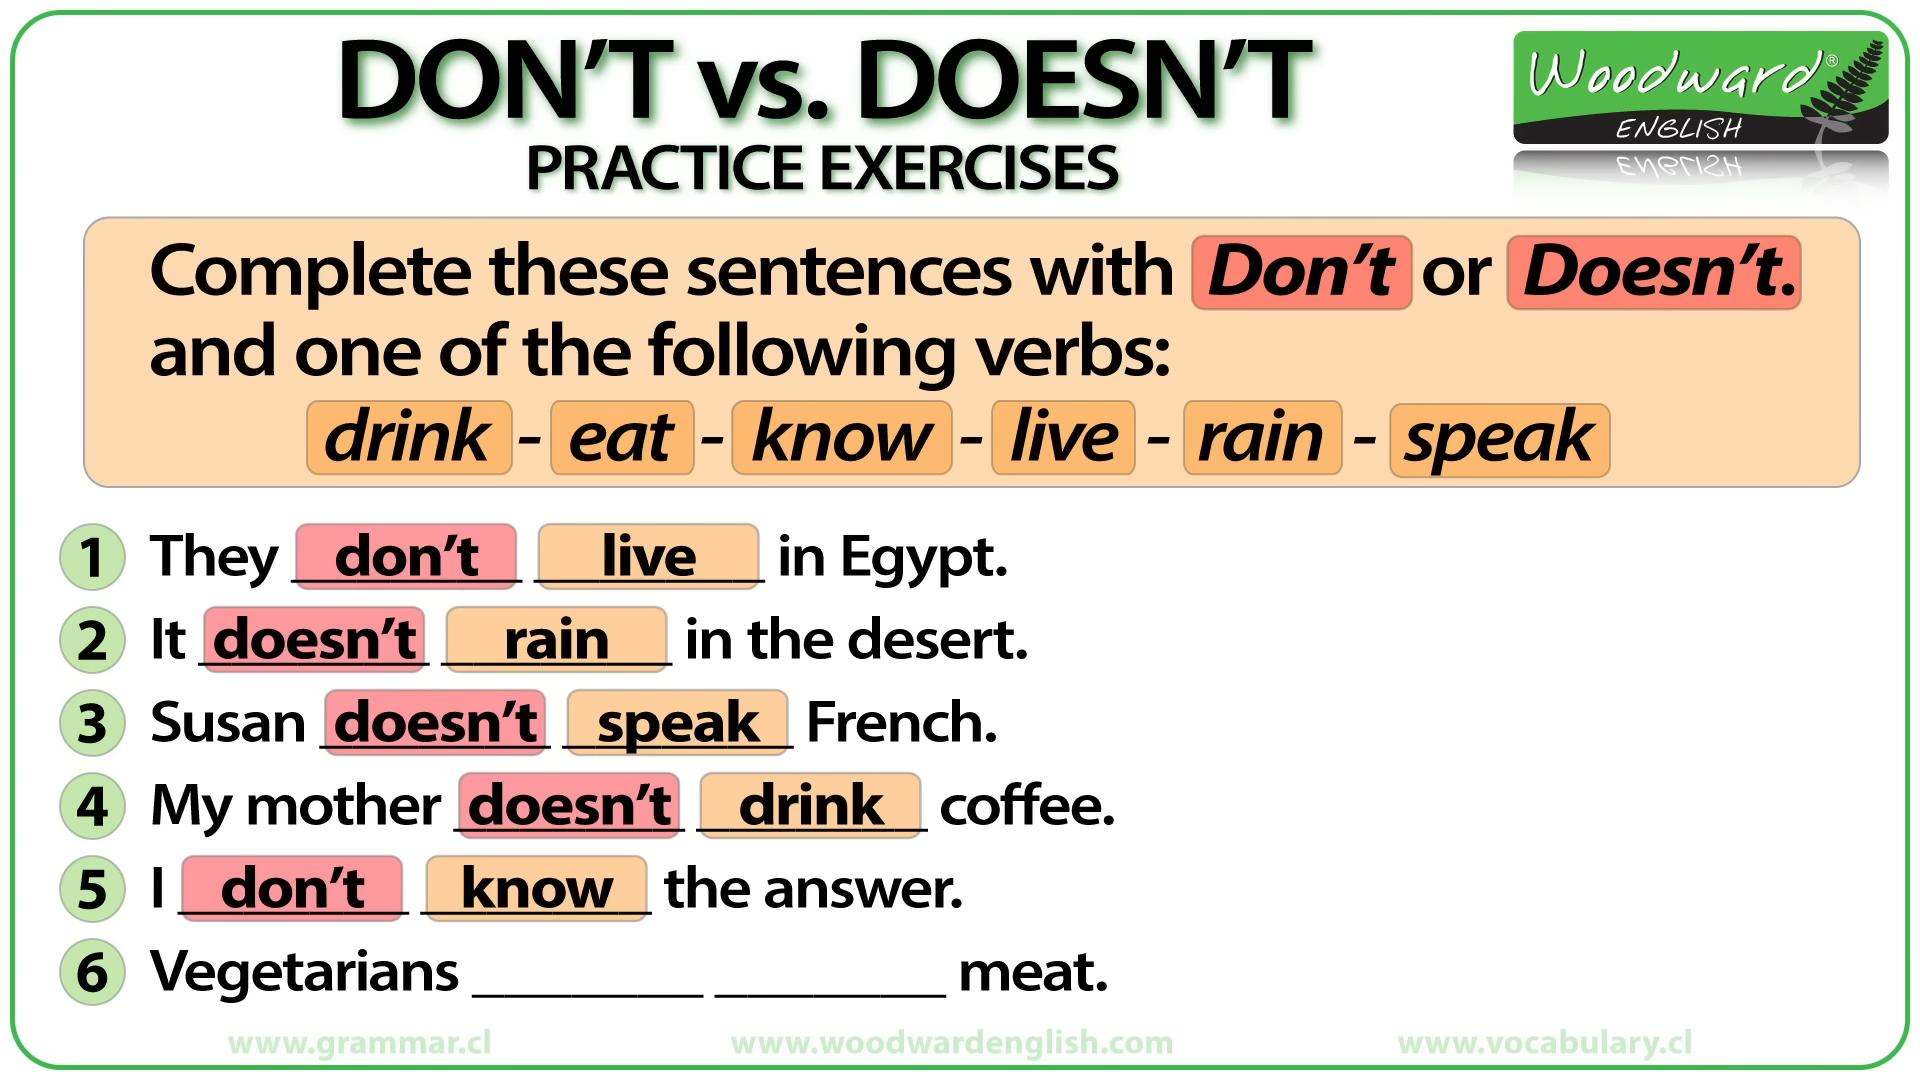 DON’T vs. DOESN’T
PRACTICE EXERCISES
Woodward®
ENGLISH
Complete these sentences with Don’t or Doesn’t.
and one of the following verbs:
drink - eat - know - live - rain - speak
1 They don’t live in Egypt.
2 It doesn’t rain in the desert.
3 Susan doesn’t speak French.
4 My mother doesn’t drink coffee.
5 I don’t know the answer.
6 Vegetarians ________ ________ meat.
www.grammar.cl www.woodwardenglish.com www.vocabulary.cl